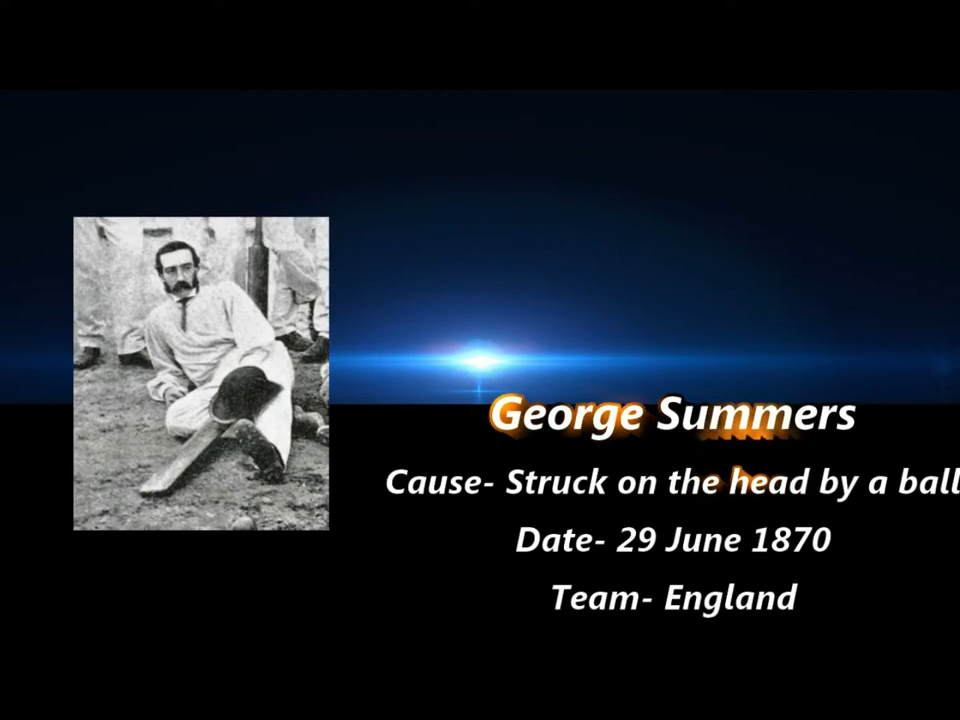 George Summers
Cause- Struck on the head by a ball
Date- 29 June 1870
Team- England